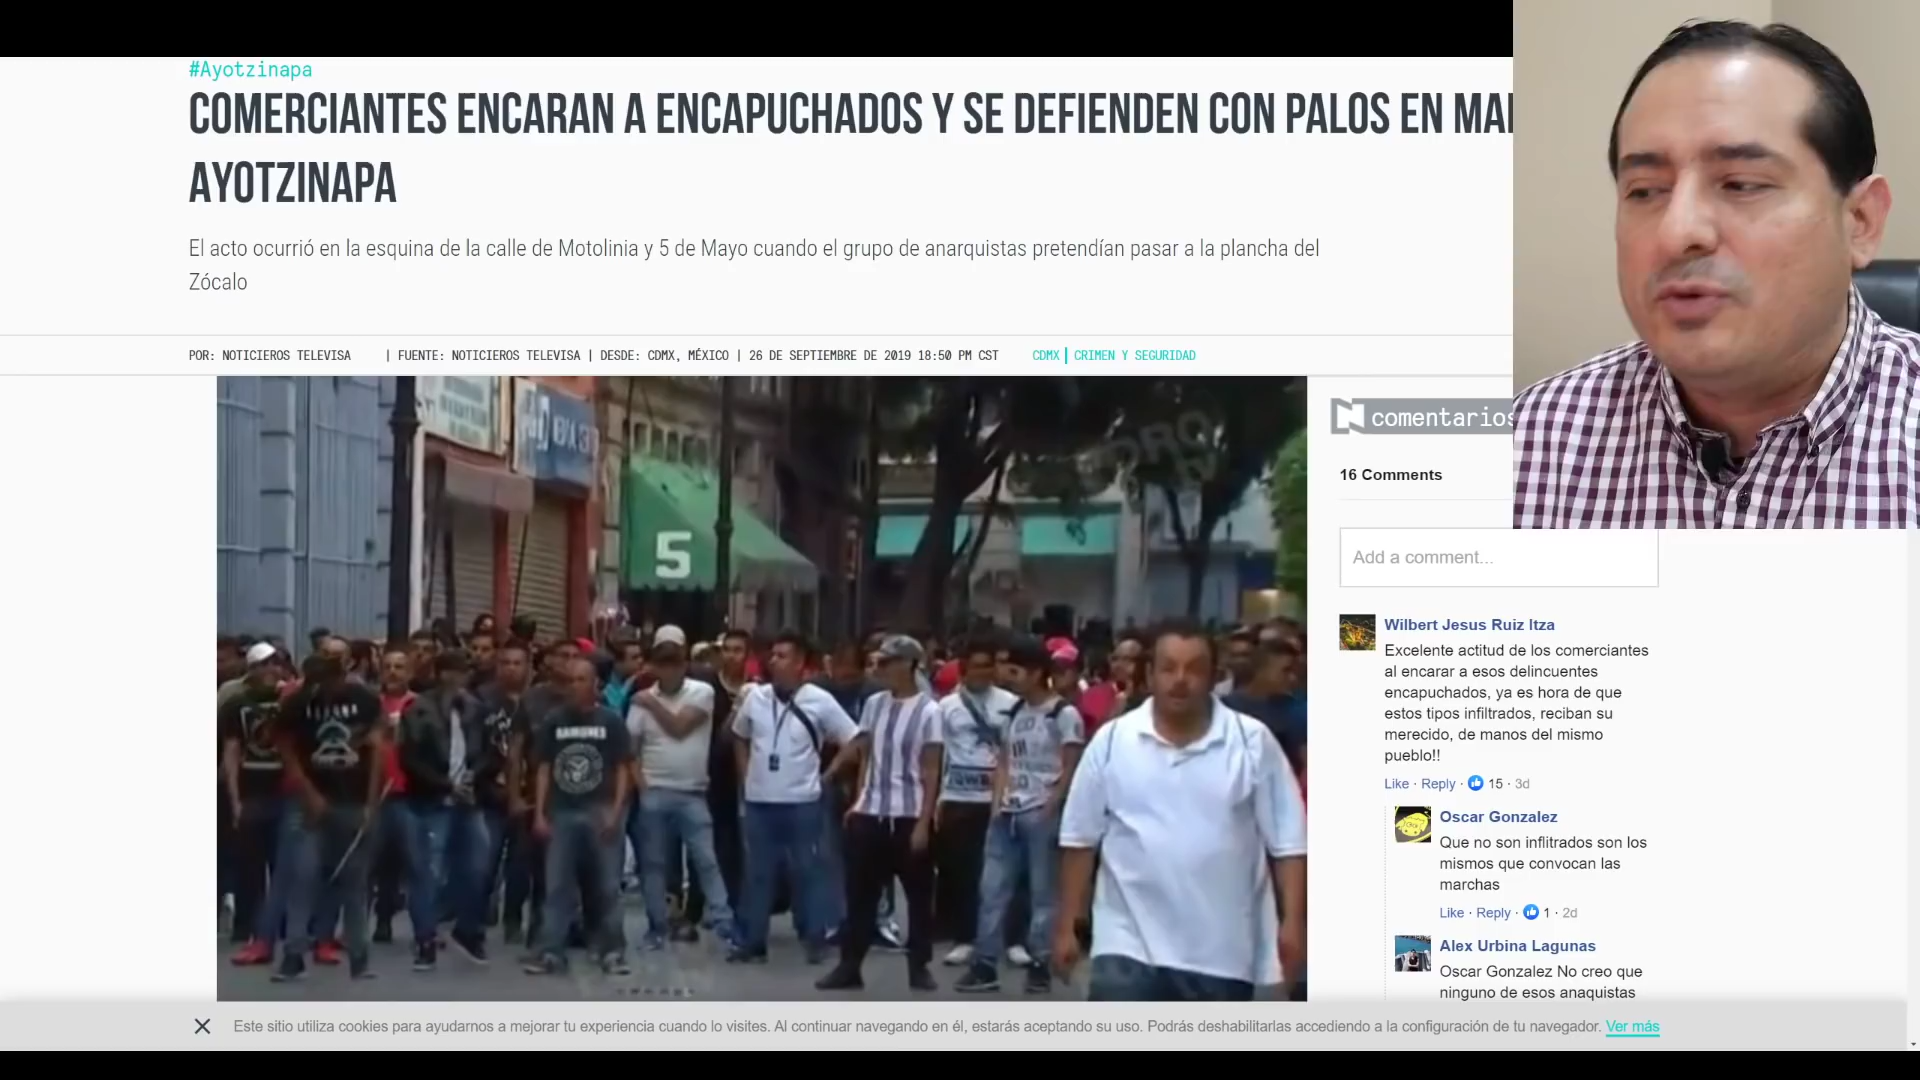 #Ayotzinapa
COMERCIANTES ENCARAN A ENCAPUCHADOS Y SE DEFIENDEN CON PALOS EN
AYOTZINAPA
El acto ocurrió en la esquina de la calle de Motolinia y 5 de Mayo cuando el grupo de anarquistas pretendían pasar a la plancha del
Zócalo
POR: NOTICIEROS TELEVISA | FUENTE: NOTICIEROS TELEVISA | DESDE: CDMX, MÉXICO | 26 DE SEPTIEMBRE DE 2019 18:50 PM CST CDMX | CRIMEN Y SEGURIDAD
5
RAMONES
comentarios
16 Comments
Add a comment...
Wilbert Jesus Ruiz Itza
Excelente actitud de los comerciantes
al encarar a esos delincuentes
encapuchados, ya es hora de que
estos tipos infiltrados, reciban su
merecido, de manos del mismo
pueblo!!
Like · Reply · 15 · 3d
Oscar Gonzalez
Que no son inflitrados son los
mismos que convocan las
marchas
Like · Reply · 1 · 2d
Alex Urbina Lagunas
Oscar Gonzalez No creo que
ninguno de esos anaquistas
Este sitio utiliza cookies para ayudarnos a mejorar tu experiencia cuando lo visites. Al continuar navegando en él, estarás aceptando su uso. Podrás deshabilitarlas accediendo a la configuración de tu navegador. Ver más